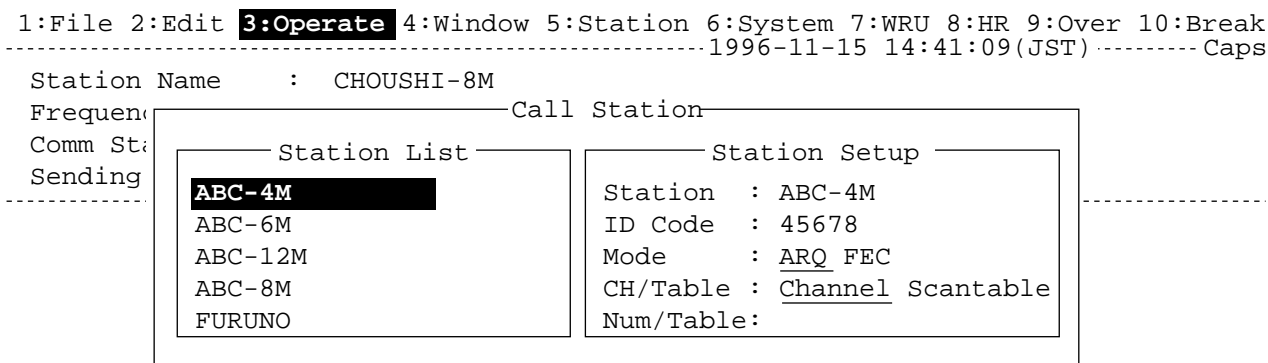 1:File 2:Edit 3:Operate 4:Window 5:Station 6:System 7:WRU 8:HR 9:Over 10:Break
1996-11-15 14:41:09(JST) Caps
Station Name : CHOUSHI-8M
Call Station
Comm
Sending
Station List
ABC-4M
ABC-6M
ABC-12M
ABC-8M
FURUNO
Station Setup
Station : ABC-4M
ID Code : 45678
Mode : ARQ FEC
CH/Table : Channel Scantable
Num/Table: